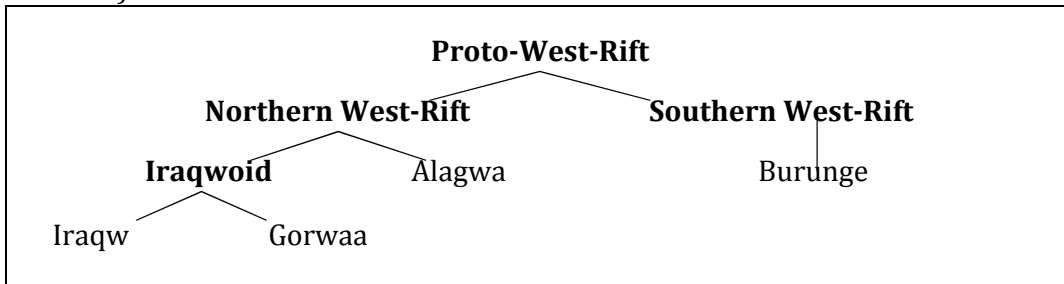 Proto-West-Rift
Northern West-Rift Southern West-Rift
Iraqwoid Alagwa Burunge
Iraqw Gorwaa